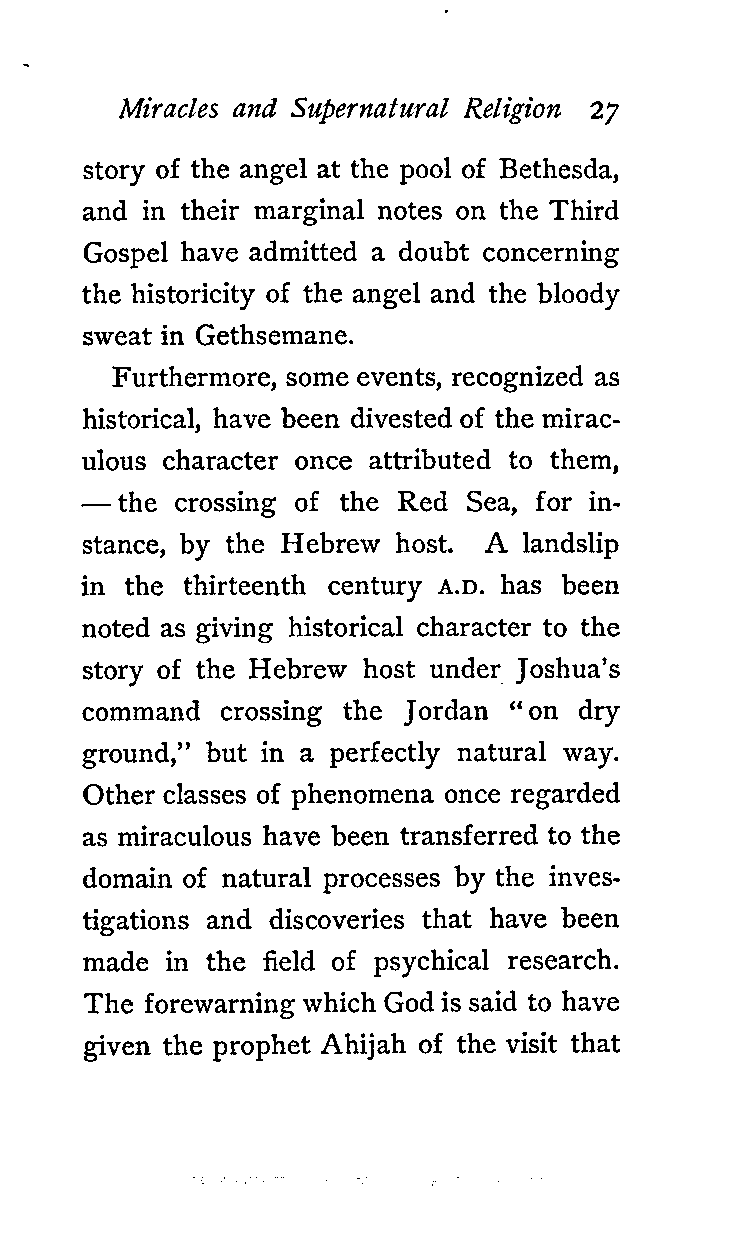 Miracles and Supernatural Religion 27
story of the angel at the pool of Bethesda,
and in their marginal notes on the Third
Gospel have admitted a doubt concerning
the historicity of the angel and the bloody
sweat in Gethsemane.
Furthermore, some events, recognized as
historical, have been divested of the mirac-
ulous character once attributed to them,
— the crossing of the Red Sea, for in-
stance, by the Hebrew host. A landslip
in the thirteenth century A.D. has been
noted as giving historical character to the
story of the Hebrew host under Joshua's
command crossing the Jordan "on dry
ground," but in a perfectly natural way.
Other classes of phenomena once regarded
as miraculous have been transferred to the
domain of natural processes by the inves-
tigations and discoveries that have been
made in the field of psychical research.
The forewarning which God is said to have
given the prophet Ahijah of the visit that